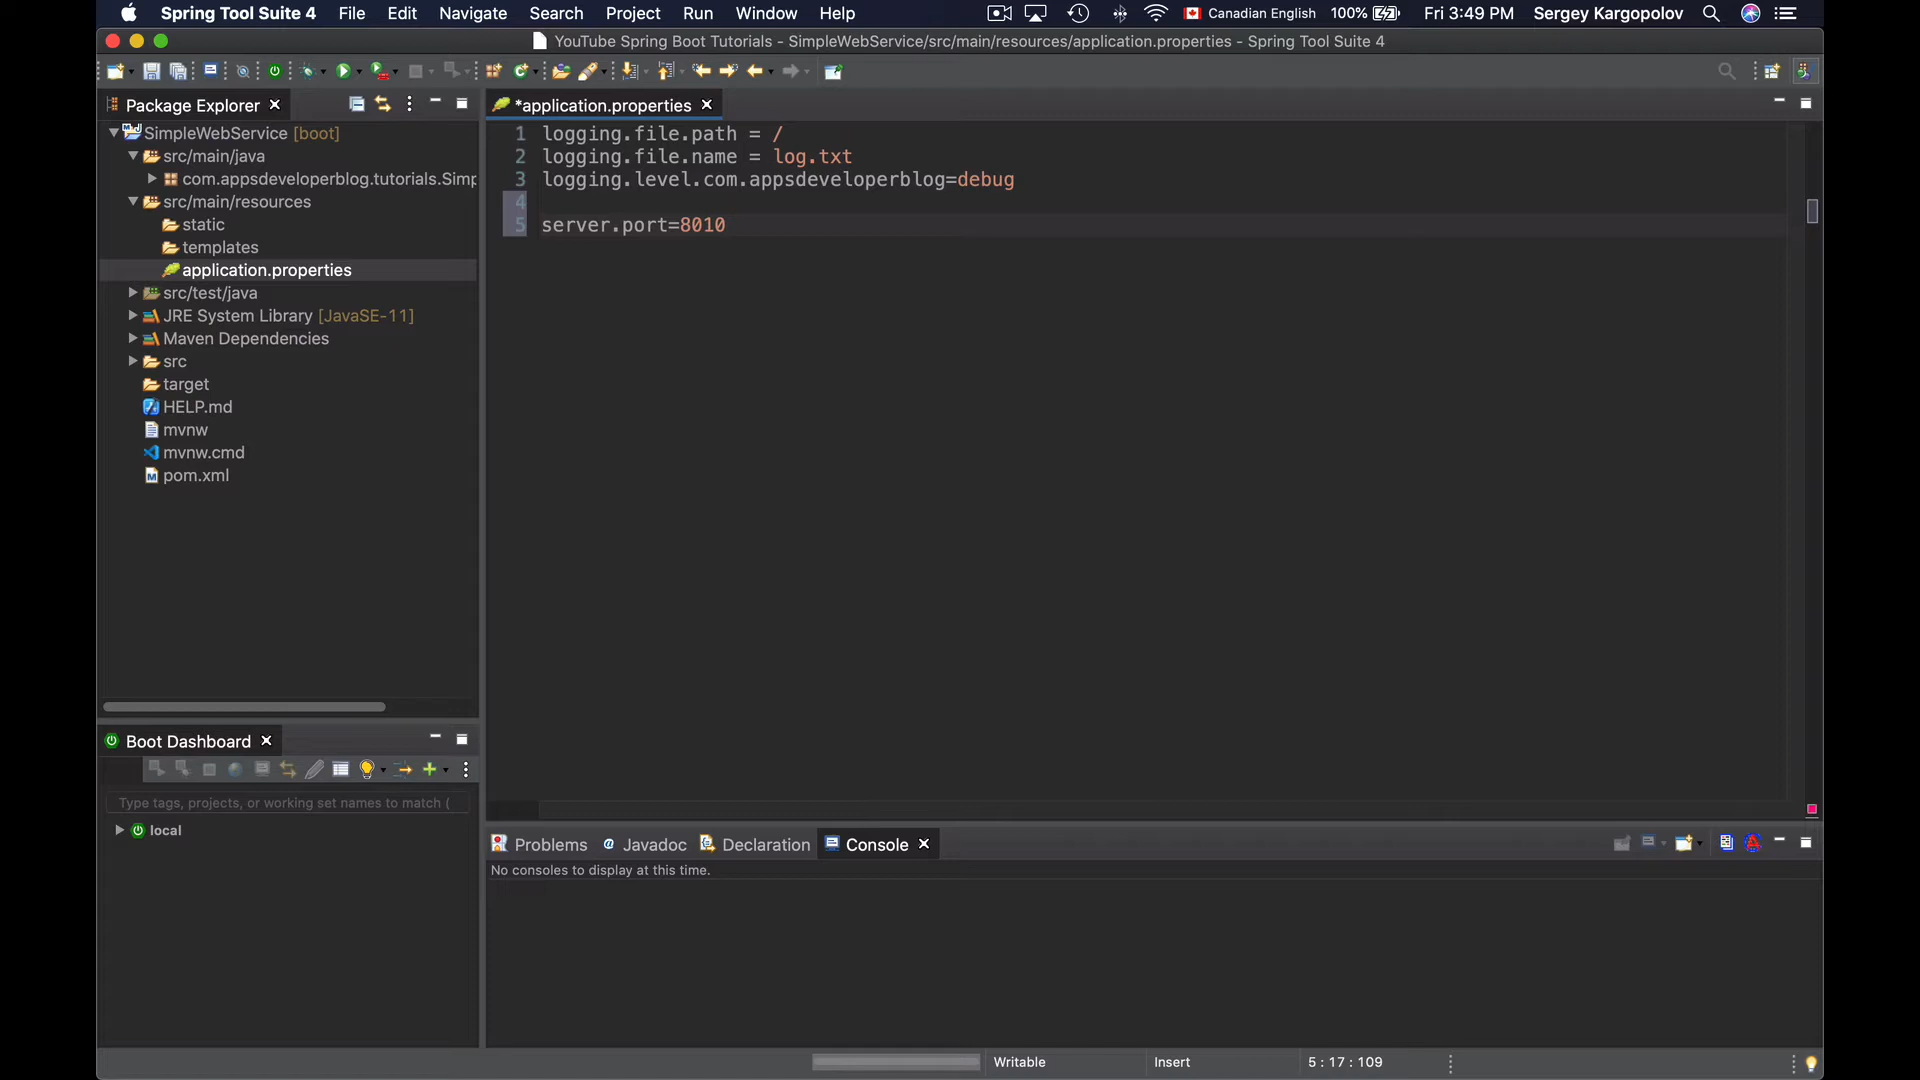 Spring Tool Suite 4 File Edit Navigate Search Project Run Window Help Canadian English 100% Fri 3:49 PM Sergey Kargopolov
YouTube Spring Boot Tutorials - SimpleWebService/src/main/resources/application.properties - Spring Tool Suite 4
Package Explorer
SimpleWebService [boot]
src/main/java
com.appsdeveloperblog.tutorials.Simp
src/main/resources
static
templates
application.properties
src/test/java
JRE System Library [JavaSE-11]
Maven Dependencies
src
target
HELP.md
mvnw
mvnw.cmd
pom.xml
*application.properties
1 logging.file.path = /
2 logging.file.name = log.txt
3 logging.level.com.appsdeveloperblog=debug
4
5 server.port=8010
Boot Dashboard
Type tags, projects, or working set names to match (
local
Problems Javadoc Declaration Console
No consoles to display at this time.
Writable Insert 5 : 17 : 109